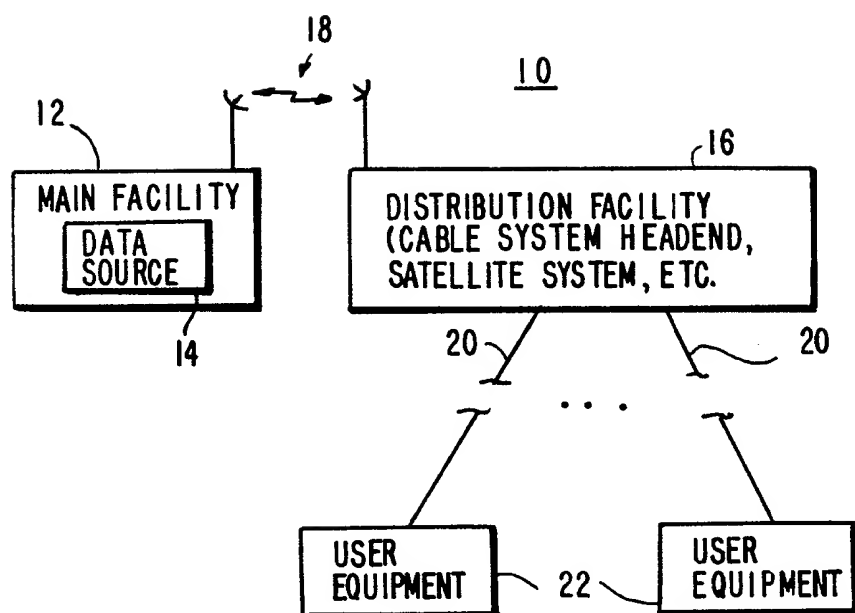 18
10
12
16
MAIN FACILITY
DATA
SOURCE
14
DISTRIBUTION FACILITY
(CABLE SYSTEM HEADEND,
SATELLITE SYSTEM, ETC.
20
20
USER
EQUIPMENT
22
USER
EQUIPMENT